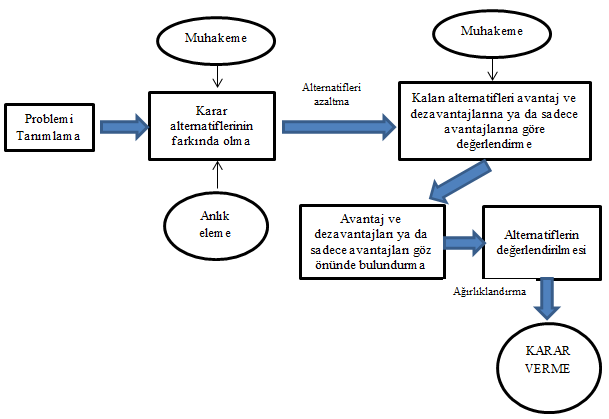 Muhakeme
Muhakeme
Problemi
Tanımlama
Karar
alternatiflerinin
farkında olma
Alternatifleri
azaltma
Kalan alternatifleri avantaj ve
dezavantajlarına ya da sadece
avantajlarına göre
değerlendirme
Anlık
eleme
Avantaj ve
dezavantajları ya da
sadece avantajları göz
önünde bulundurma
Alternatiflerin
değerlendirilmesi
Ağırlıklandırma
KARAR
VERME